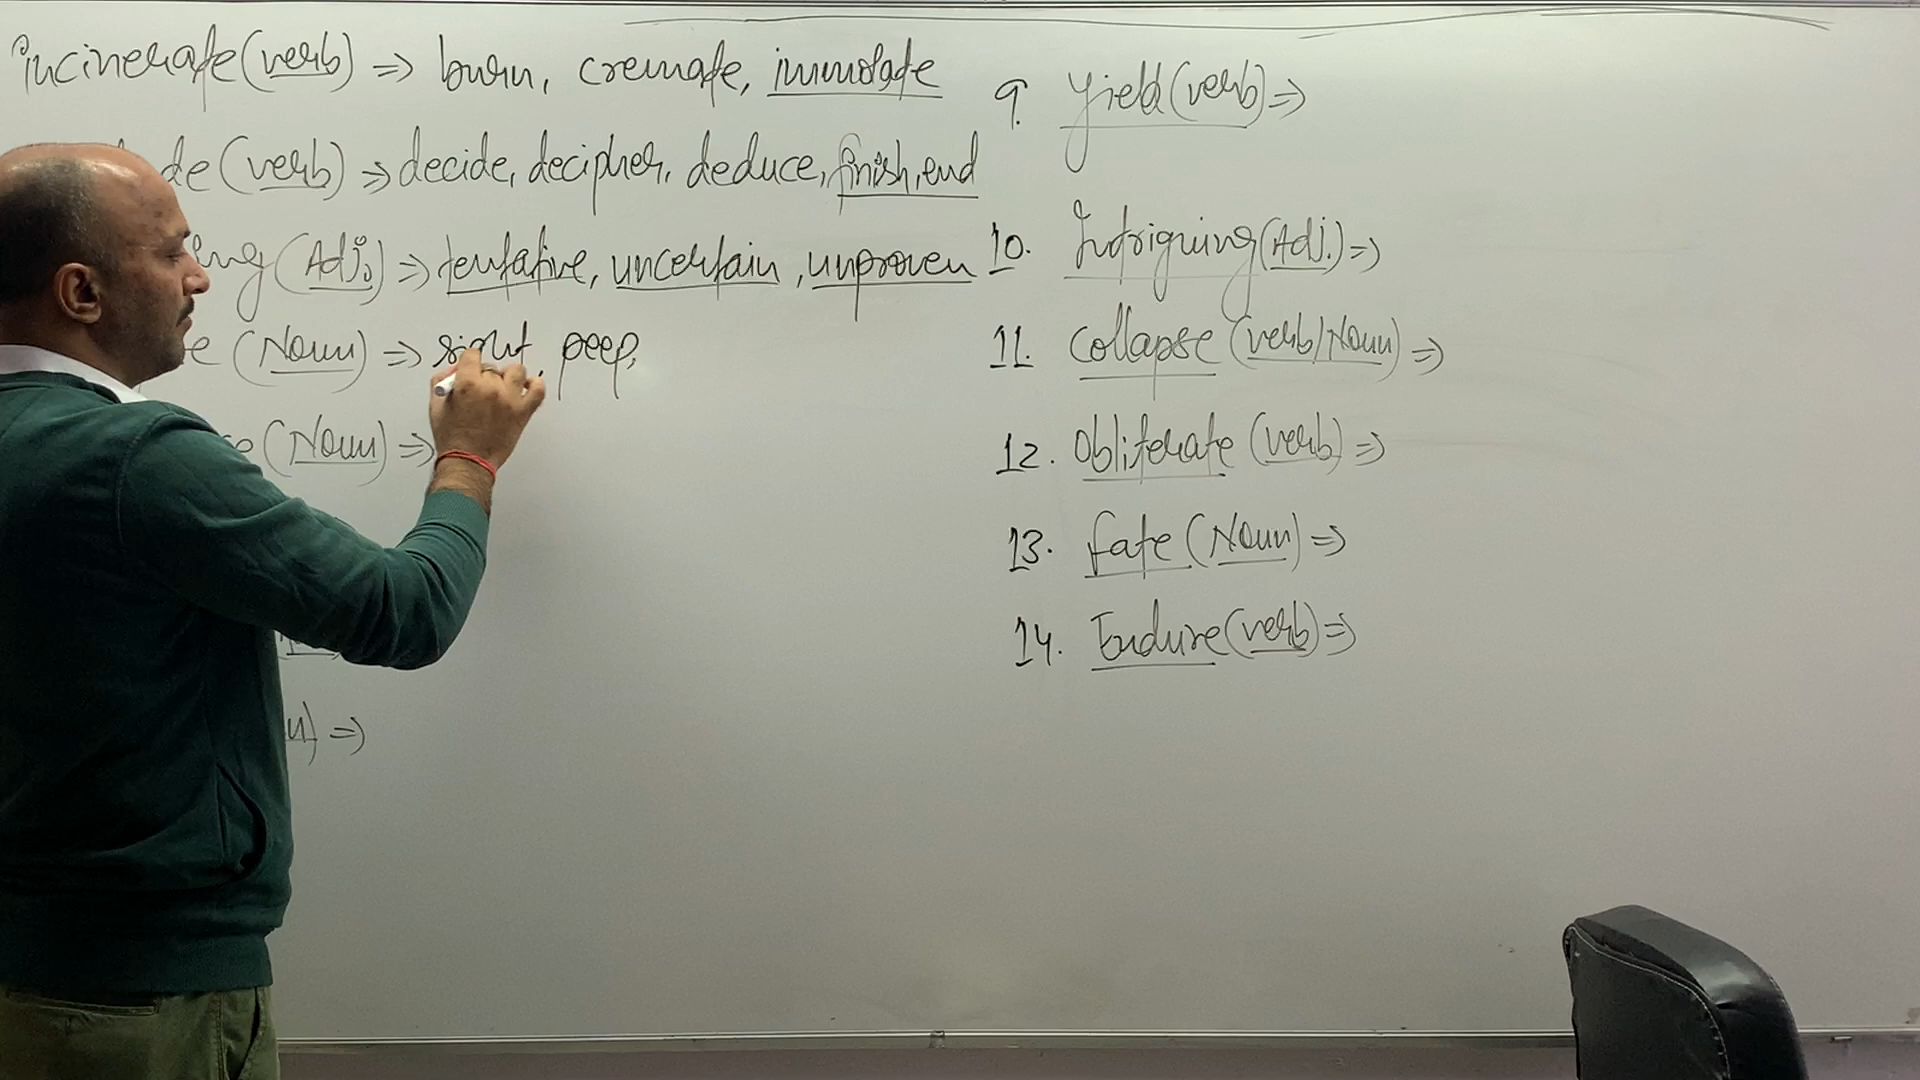 incinerate (verb) => burn, cremate, immolate
de (verb) => decide, decipher, deduce, finish, end
ing (Adj.) => tentative, uncertain, unproven
e (Noun) => sight, peep,
(Noun) =>
=>
9. Yield (verb) =>
10. Intriguing (Adj.) =>
11. Collapse (verb/Noun) =>
12. Obliterate (verb) =>
13. Fate (Noun) =>
14. Endure (verb) =>